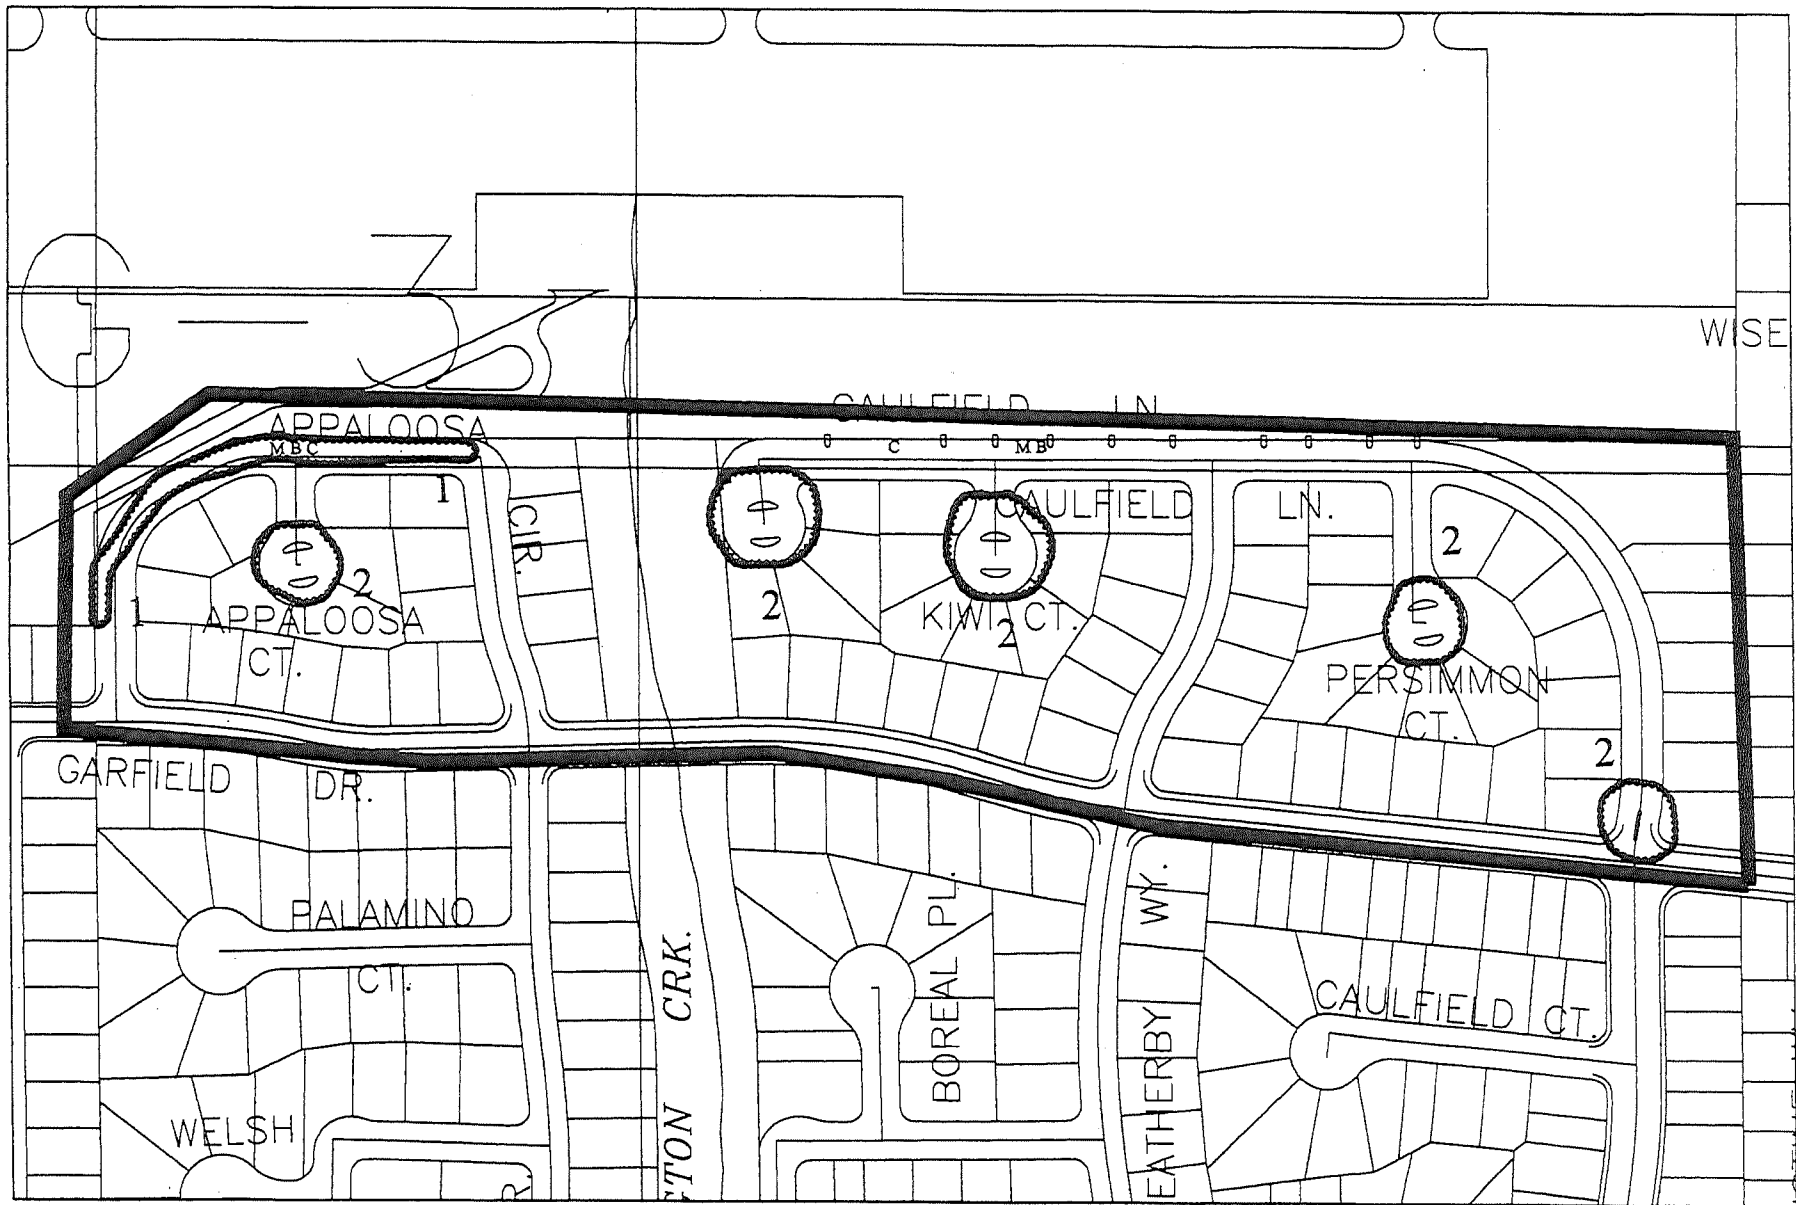 WISE
CAULFIELD LN.
APPALOOSA
MBC
C MB
1
CAULFIELD LN.
CIR.
2
2
1
2
APPALOOSA
CT.
KIWI CT.
2
PERSIMMON
CT.
2
GARFIELD DR.
PALAMINO
CT.
BOREAL PL.
WY.
CRK.
CAULFIELD CT.
EATHERBY
GTON
WELSH
R.